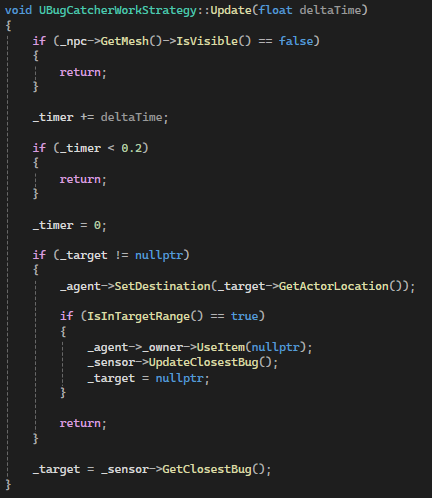 void UBugCatcherWorkStrategy::Update(float deltaTime)
{
    if (_npc->GetMesh()->IsVisible() == false)
    {
        return;
    }

    _timer += deltaTime;

    if (_timer < 0.2)
    {
        return;
    }

    _timer = 0;

    if (_target != nullptr)
    {
        _agent->SetDestination(_target->GetActorLocation());

        if (IsInTargetRange() == true)
        {
            _agent->_owner->UseItem(nullptr);
            _sensor->UpdateClosestBug();
            _target = nullptr;
        }

        return;
    }

    _target = _sensor->GetClosestBug();
}